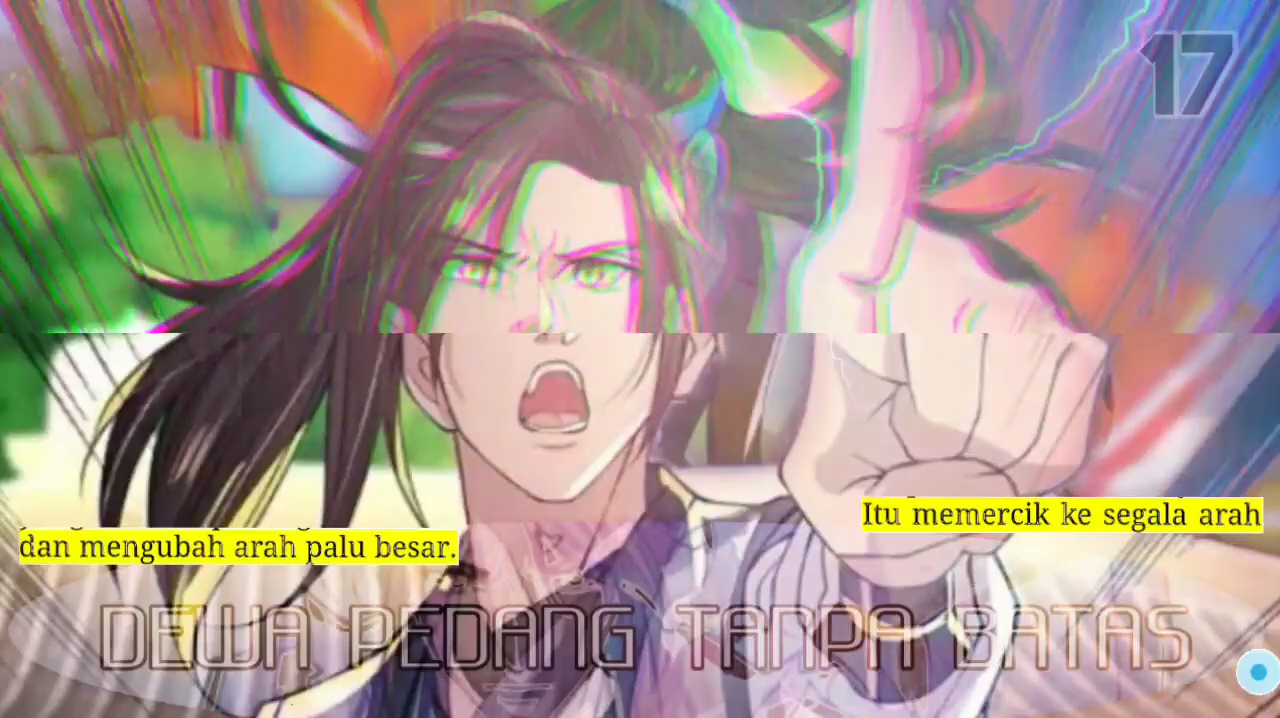 17
dan mengubah arah palu besar.
Itu memercik ke segala arah
DEWA PEDANG TANPA BATAS